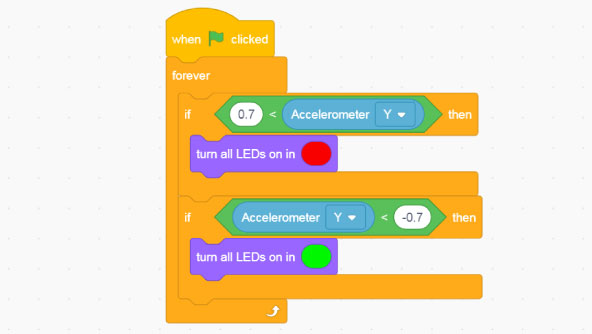 when clicked
forever
if 0.7 < Accelerometer Y then
turn all LEDs on in
if Accelerometer Y < -0.7 then
turn all LEDs on in